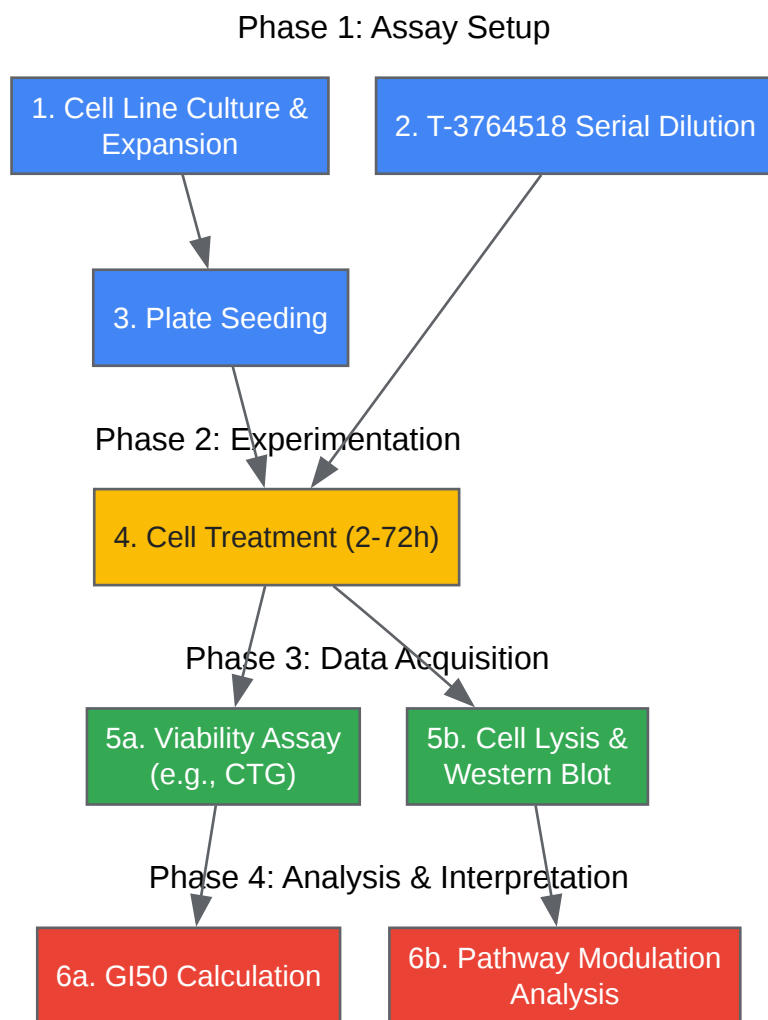 Phase 1: Assay Setup
1. Cell Line Culture &
Expansion
2. T-3764518 Serial Dilution
3. Plate Seeding
Phase 2: Experimentation
4. Cell Treatment (2-72h)
Phase 3: Data Acquisition
5a. Viability Assay
(e.g., CTG)
5b. Cell Lysis &
Western Blot
Phase 4: Analysis & Interpretation
6a. GI50 Calculation
6b. Pathway Modulation
Analysis